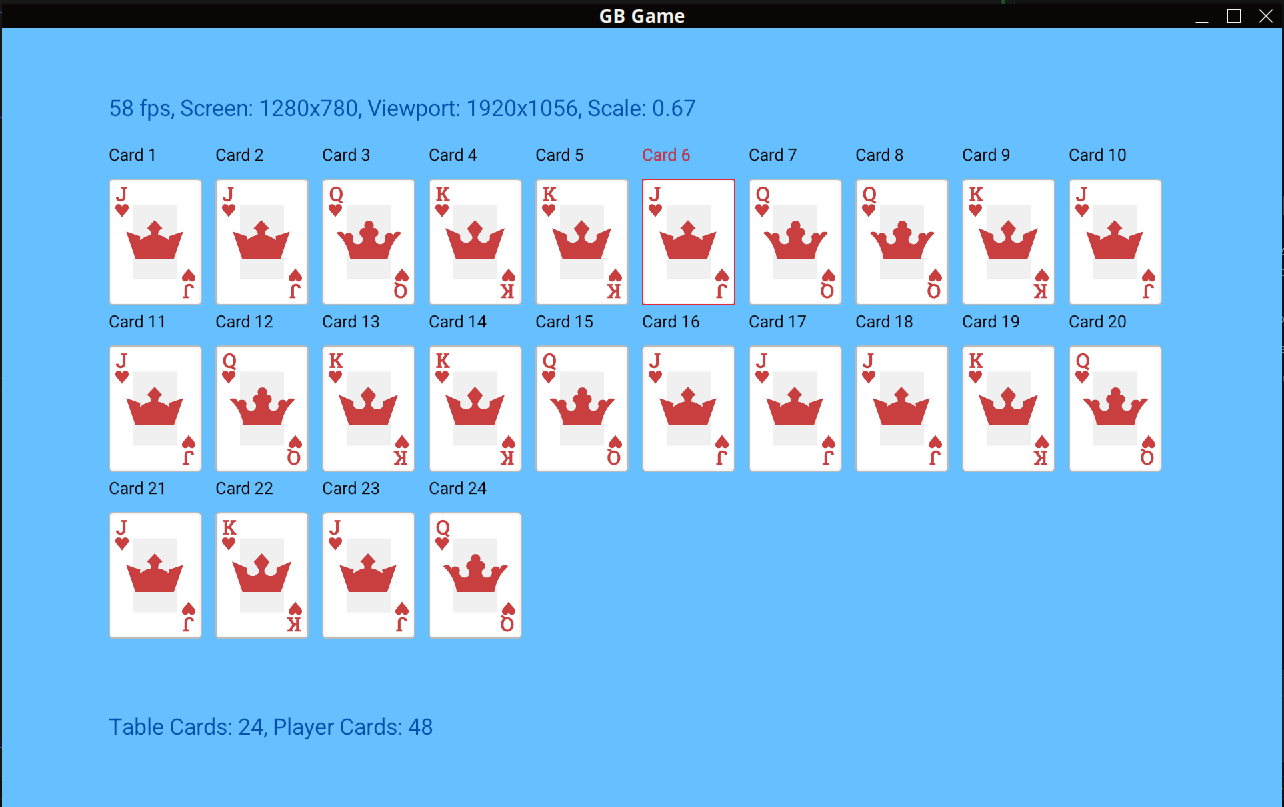 GB Game
58 fps, Screen: 1280x780, Viewport: 1920x1056, Scale: 0.67
Card 1 Card 2 Card 3 Card 4 Card 5 Card 6 Card 7 Card 8 Card 9 Card 10
J J Q K K J Q Q K J
J J Q K K J Q Q K J
Card 11 Card 12 Card 13 Card 14 Card 15 Card 16 Card 17 Card 18 Card 19 Card 20
J Q K K Q J J J K Q
J Q K K Q J J J K Q
Card 21 Card 22 Card 23 Card 24
J K J Q
J K J Q
Table Cards: 24, Player Cards: 48